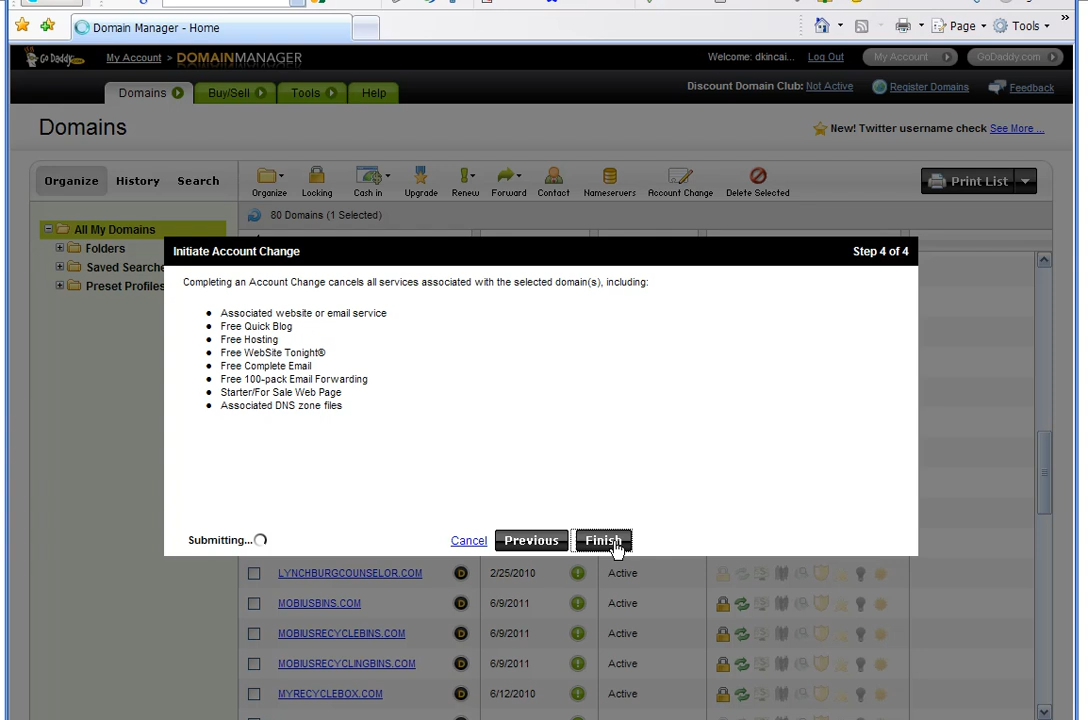 Domain Manager - Home
Page
Tools
Go Daddy.com
My Account
DOMAINMANAGER
Welcome: dkincai...
Log Out
My Account
GoDaddy.com
Domains
Buy/Sell
Tools
Help
Discount Domain Club: Not Active
Register Domains
Feedback
Domains
New! Twitter username check See More ...
Organize
History
Search
Organize
Locking
Cash in
Upgrade
Renew
Forward
Contact
Nameservers
Account Change
Delete Selected
Print List
80 Domains (1 Selected)
All My Domains
Folders
Saved Searche
Preset Profiles
Initiate Account Change
Step 4 of 4
Completing an Account Change cancels all services associated with the selected domain(s), including:
• Associated website or email service
• Free Quick Blog
• Free Hosting
• Free WebSite Tonight®
• Free Complete Email
• Free 100-pack Email Forwarding
• Starter/For Sale Web Page
• Associated DNS zone files
Submitting...
Cancel
Previous
Finish
LYNCHBURGCOUNSELOR.COM D 2/25/2010 Active
MOBIUSBINS.COM D 6/9/2011 Active
MOBIUSRECYCLEBINS.COM D 6/9/2011 Active
MOBIUSRECYCLINGBINS.COM D 6/9/2011 Active
MYRECYCLEBOX.COM D 6/12/2010 Active